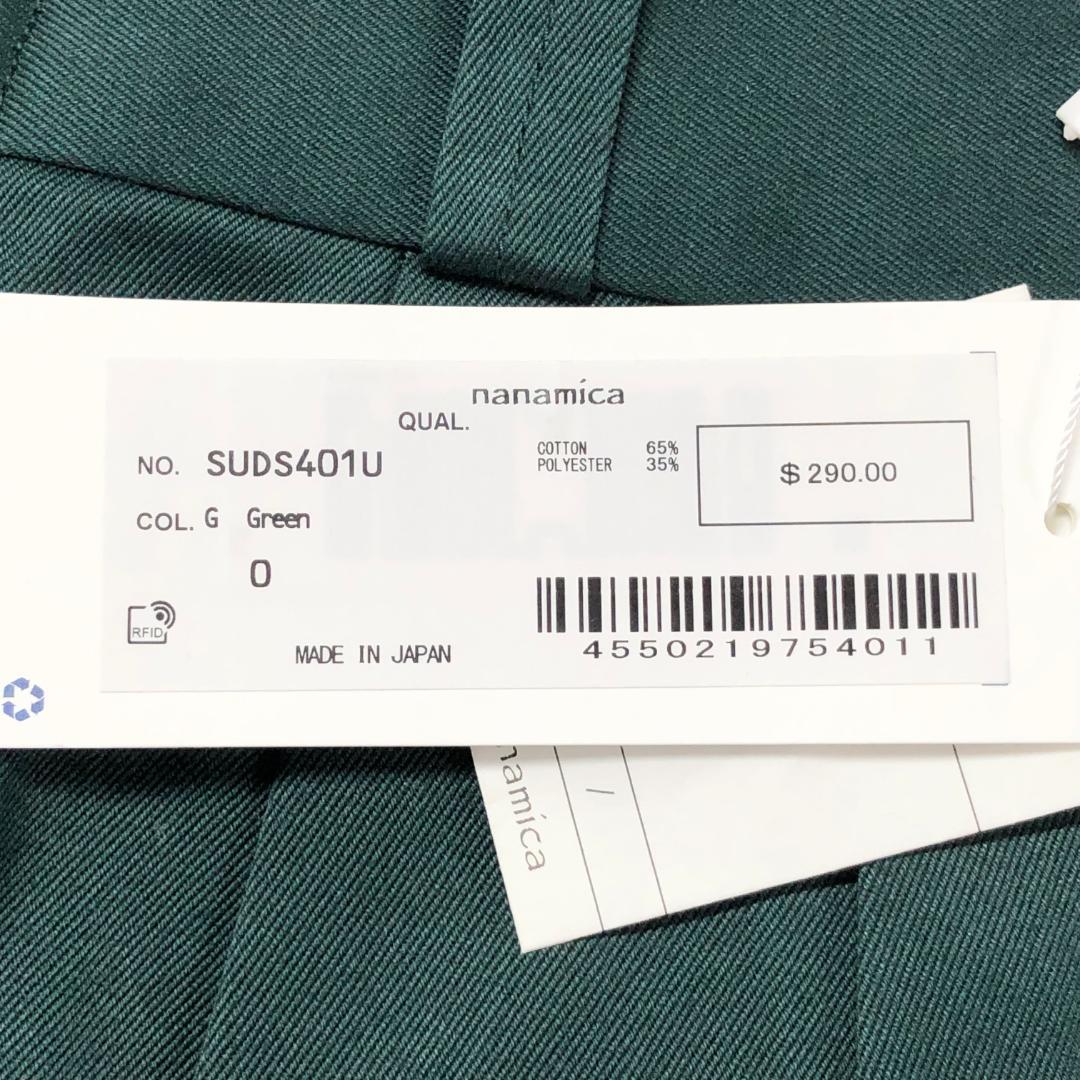 nanamica
QUAL.
NO. SUDS401U
COTTON 65%
POLYESTER 35%
$290.00
COL. G Green
0
RFID
MADE IN JAPAN
4550219754011
namica
/